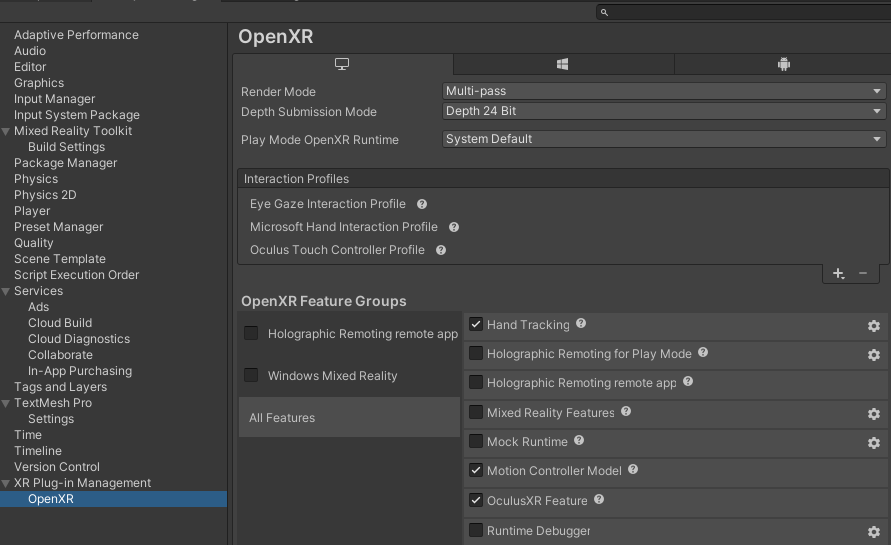 OpenXR
Adaptive Performance
Audio
Editor
Graphics
Input Manager
Input System Package
Mixed Reality Toolkit
Build Settings
Package Manager
Physics
Physics 2D
Player
Preset Manager
Quality
Scene Template
Script Execution Order
Services
Ads
Cloud Build
Cloud Diagnostics
Collaborate
In-App Purchasing
Tags and Layers
TextMesh Pro
Settings
Time
Timeline
Version Control
XR Plug-in Management
OpenXR
Render Mode Multi-pass
Depth Submission Mode Depth 24 Bit
Play Mode OpenXR Runtime System Default
Interaction Profiles
Eye Gaze Interaction Profile
Microsoft Hand Interaction Profile
Oculus Touch Controller Profile
OpenXR Feature Groups
Holographic Remoting remote app
Windows Mixed Reality
All Features
Hand Tracking
Holographic Remoting for Play Mode
Holographic Remoting remote app
Mixed Reality Features
Mock Runtime
Motion Controller Model
OculusXR Feature
Runtime Debugger